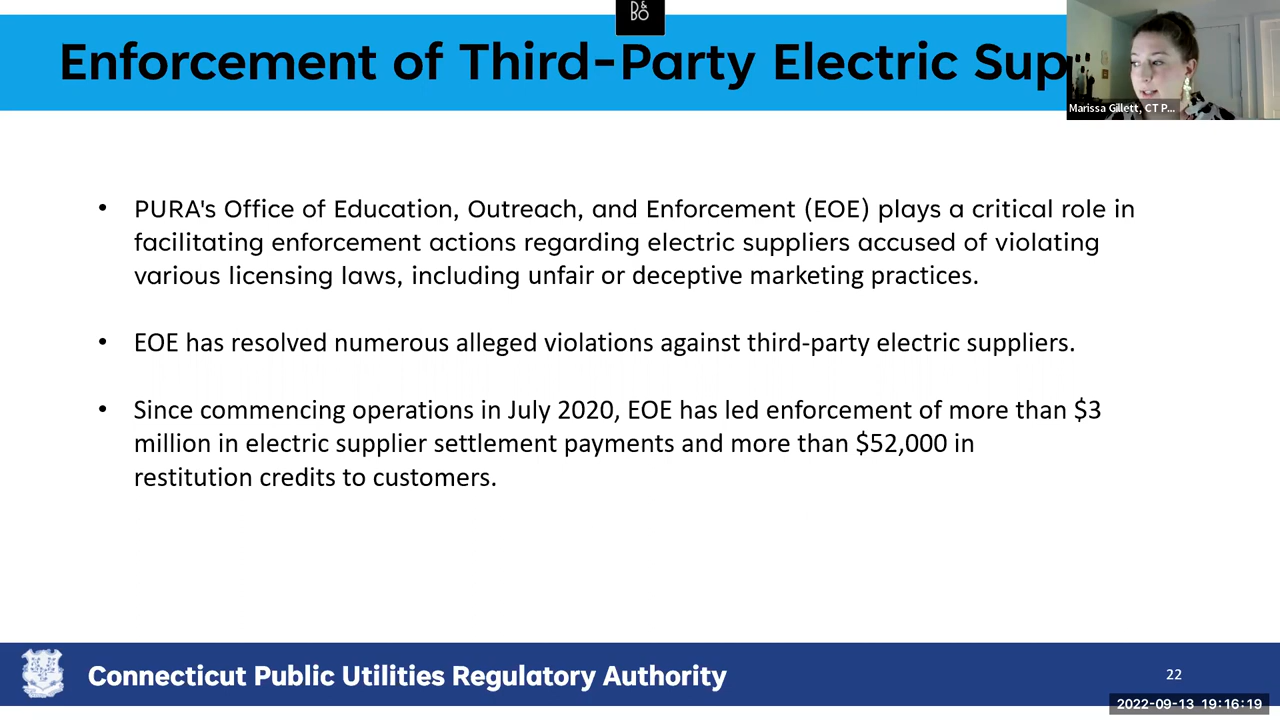 D&
BO
Enforcement of Third-Party Electric Sup
Marissa Gillett, CT P...
• PURA's Office of Education, Outreach, and Enforcement (EOE) plays a critical role in
facilitating enforcement actions regarding electric suppliers accused of violating
various licensing laws, including unfair or deceptive marketing practices.
• EOE has resolved numerous alleged violations against third-party electric suppliers.
• Since commencing operations in July 2020, EOE has led enforcement of more than $3
million in electric supplier settlement payments and more than $52,000 in
restitution credits to customers.
Connecticut Public Utilities Regulatory Authority
22
2022-09-13 19:16:19